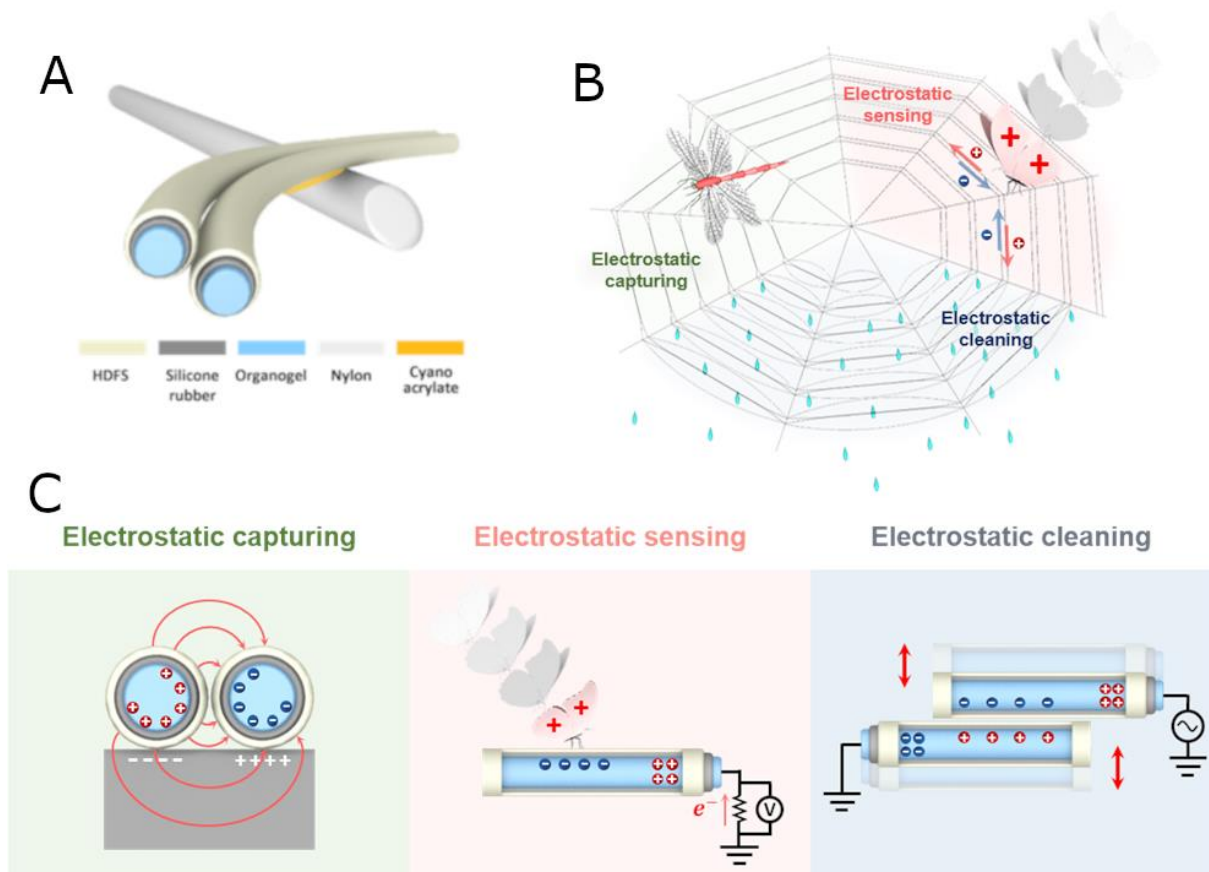 A
HDFS
Silicone
rubber
Organogel
Nylon
Cyano
acrylate
B
Electrostatic
sensing
+ +
+
-
-
+
Electrostatic
capturing
Electrostatic
cleaning
C
Electrostatic capturing
Electrostatic sensing
Electrostatic cleaning
- - - -
+ + + +
+ +
e⁻
V